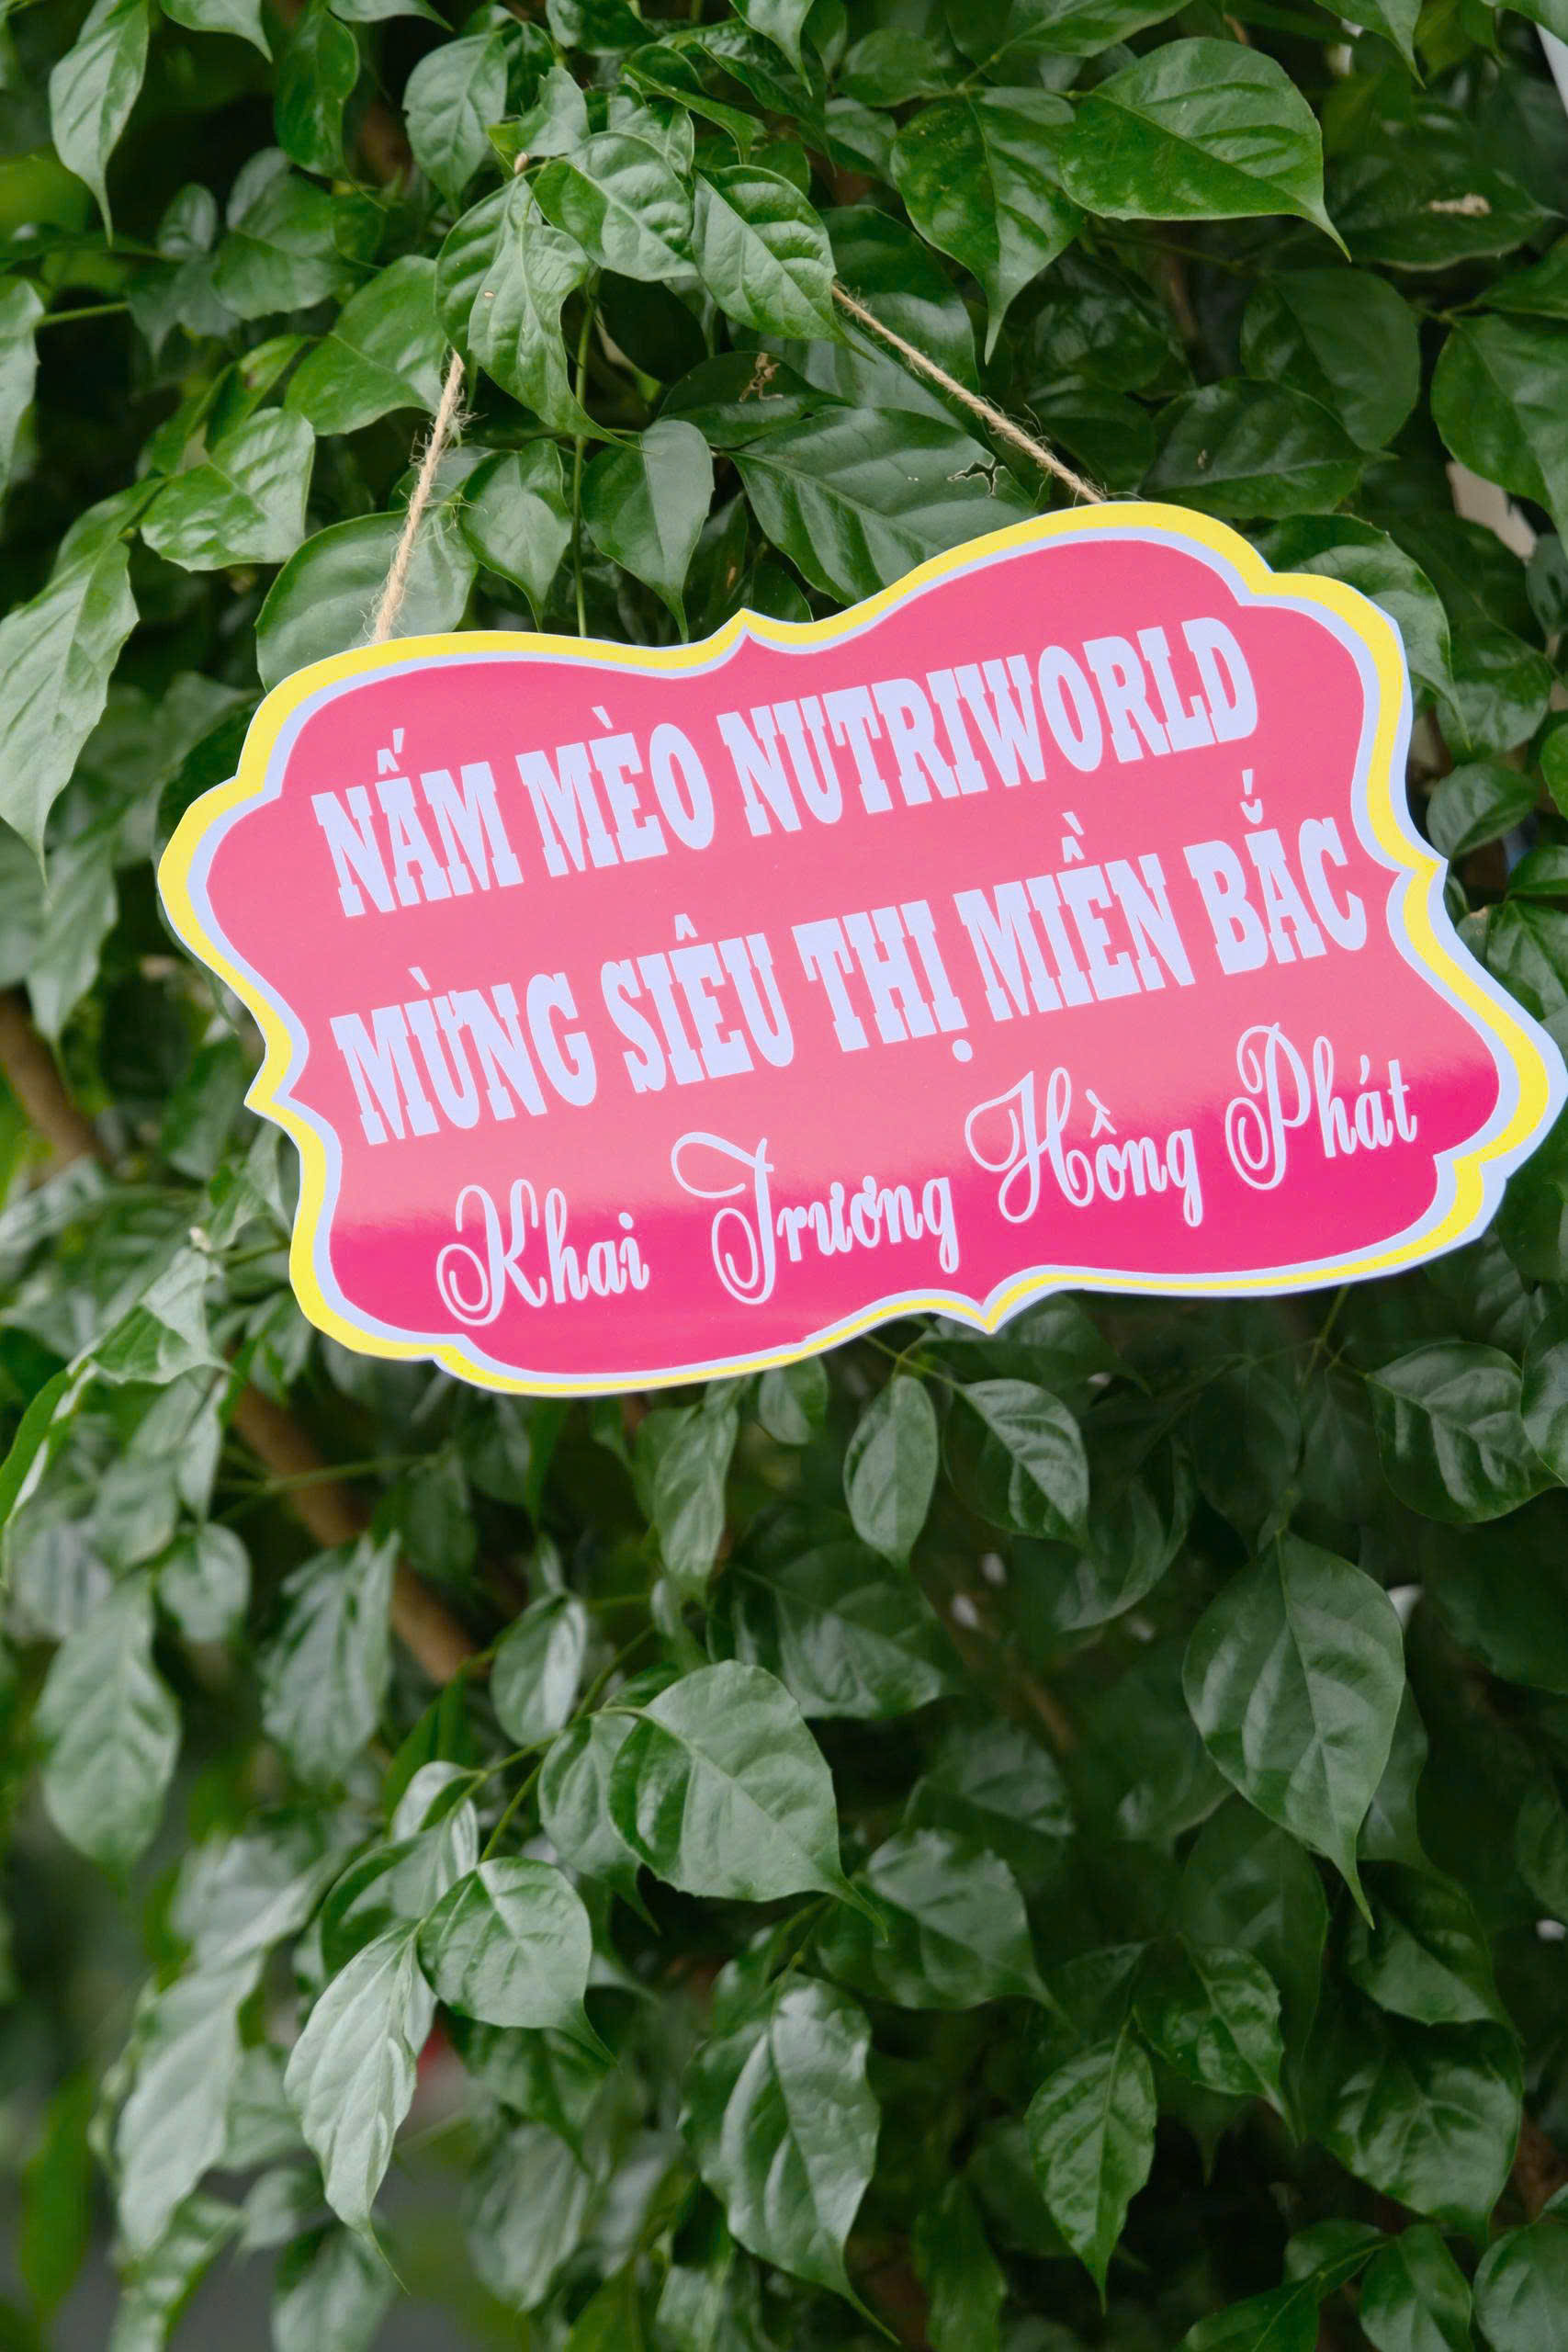 NẤM MÈO NUTRIWORLD
MỪNG SIÊU THỊ MIỀN BẮC
Khai Trương Hồng Phát